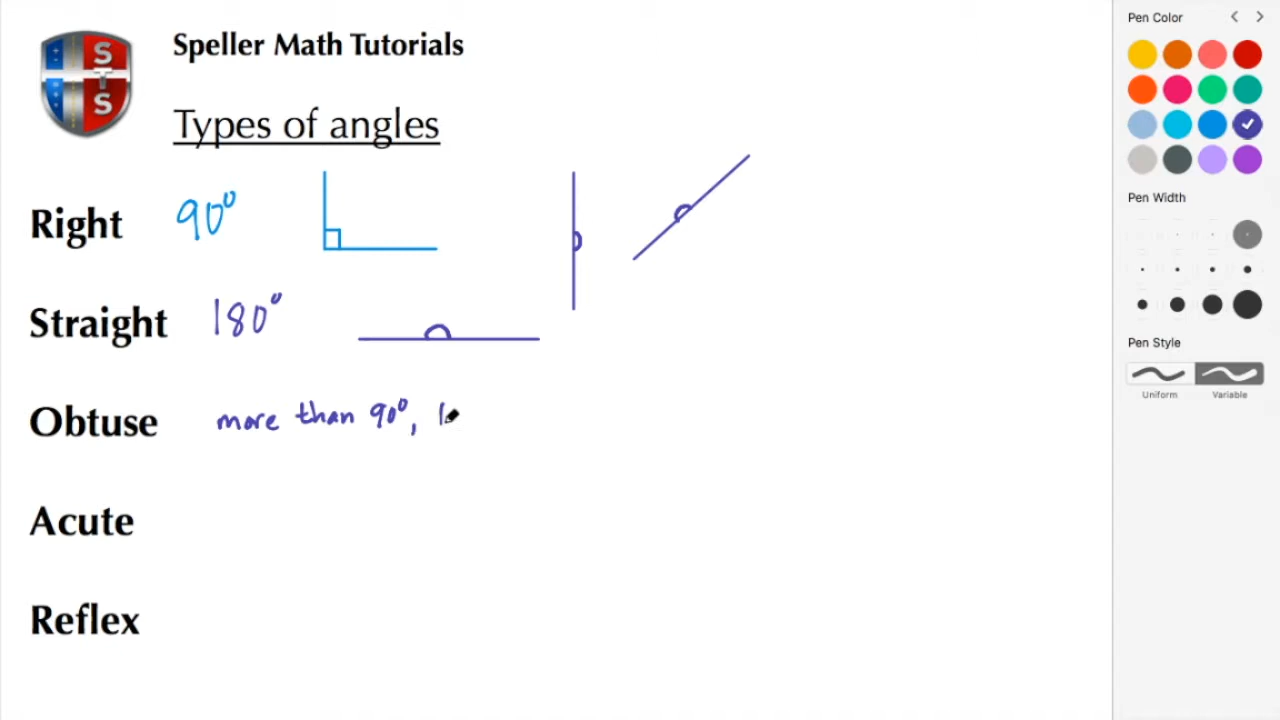 STS
Speller Math Tutorials
Types of angles
Right 90°
Straight 180°
Obtuse more than 90°, l
Acute
Reflex
Pen Color
Pen Width
Pen Style
Uniform Variable